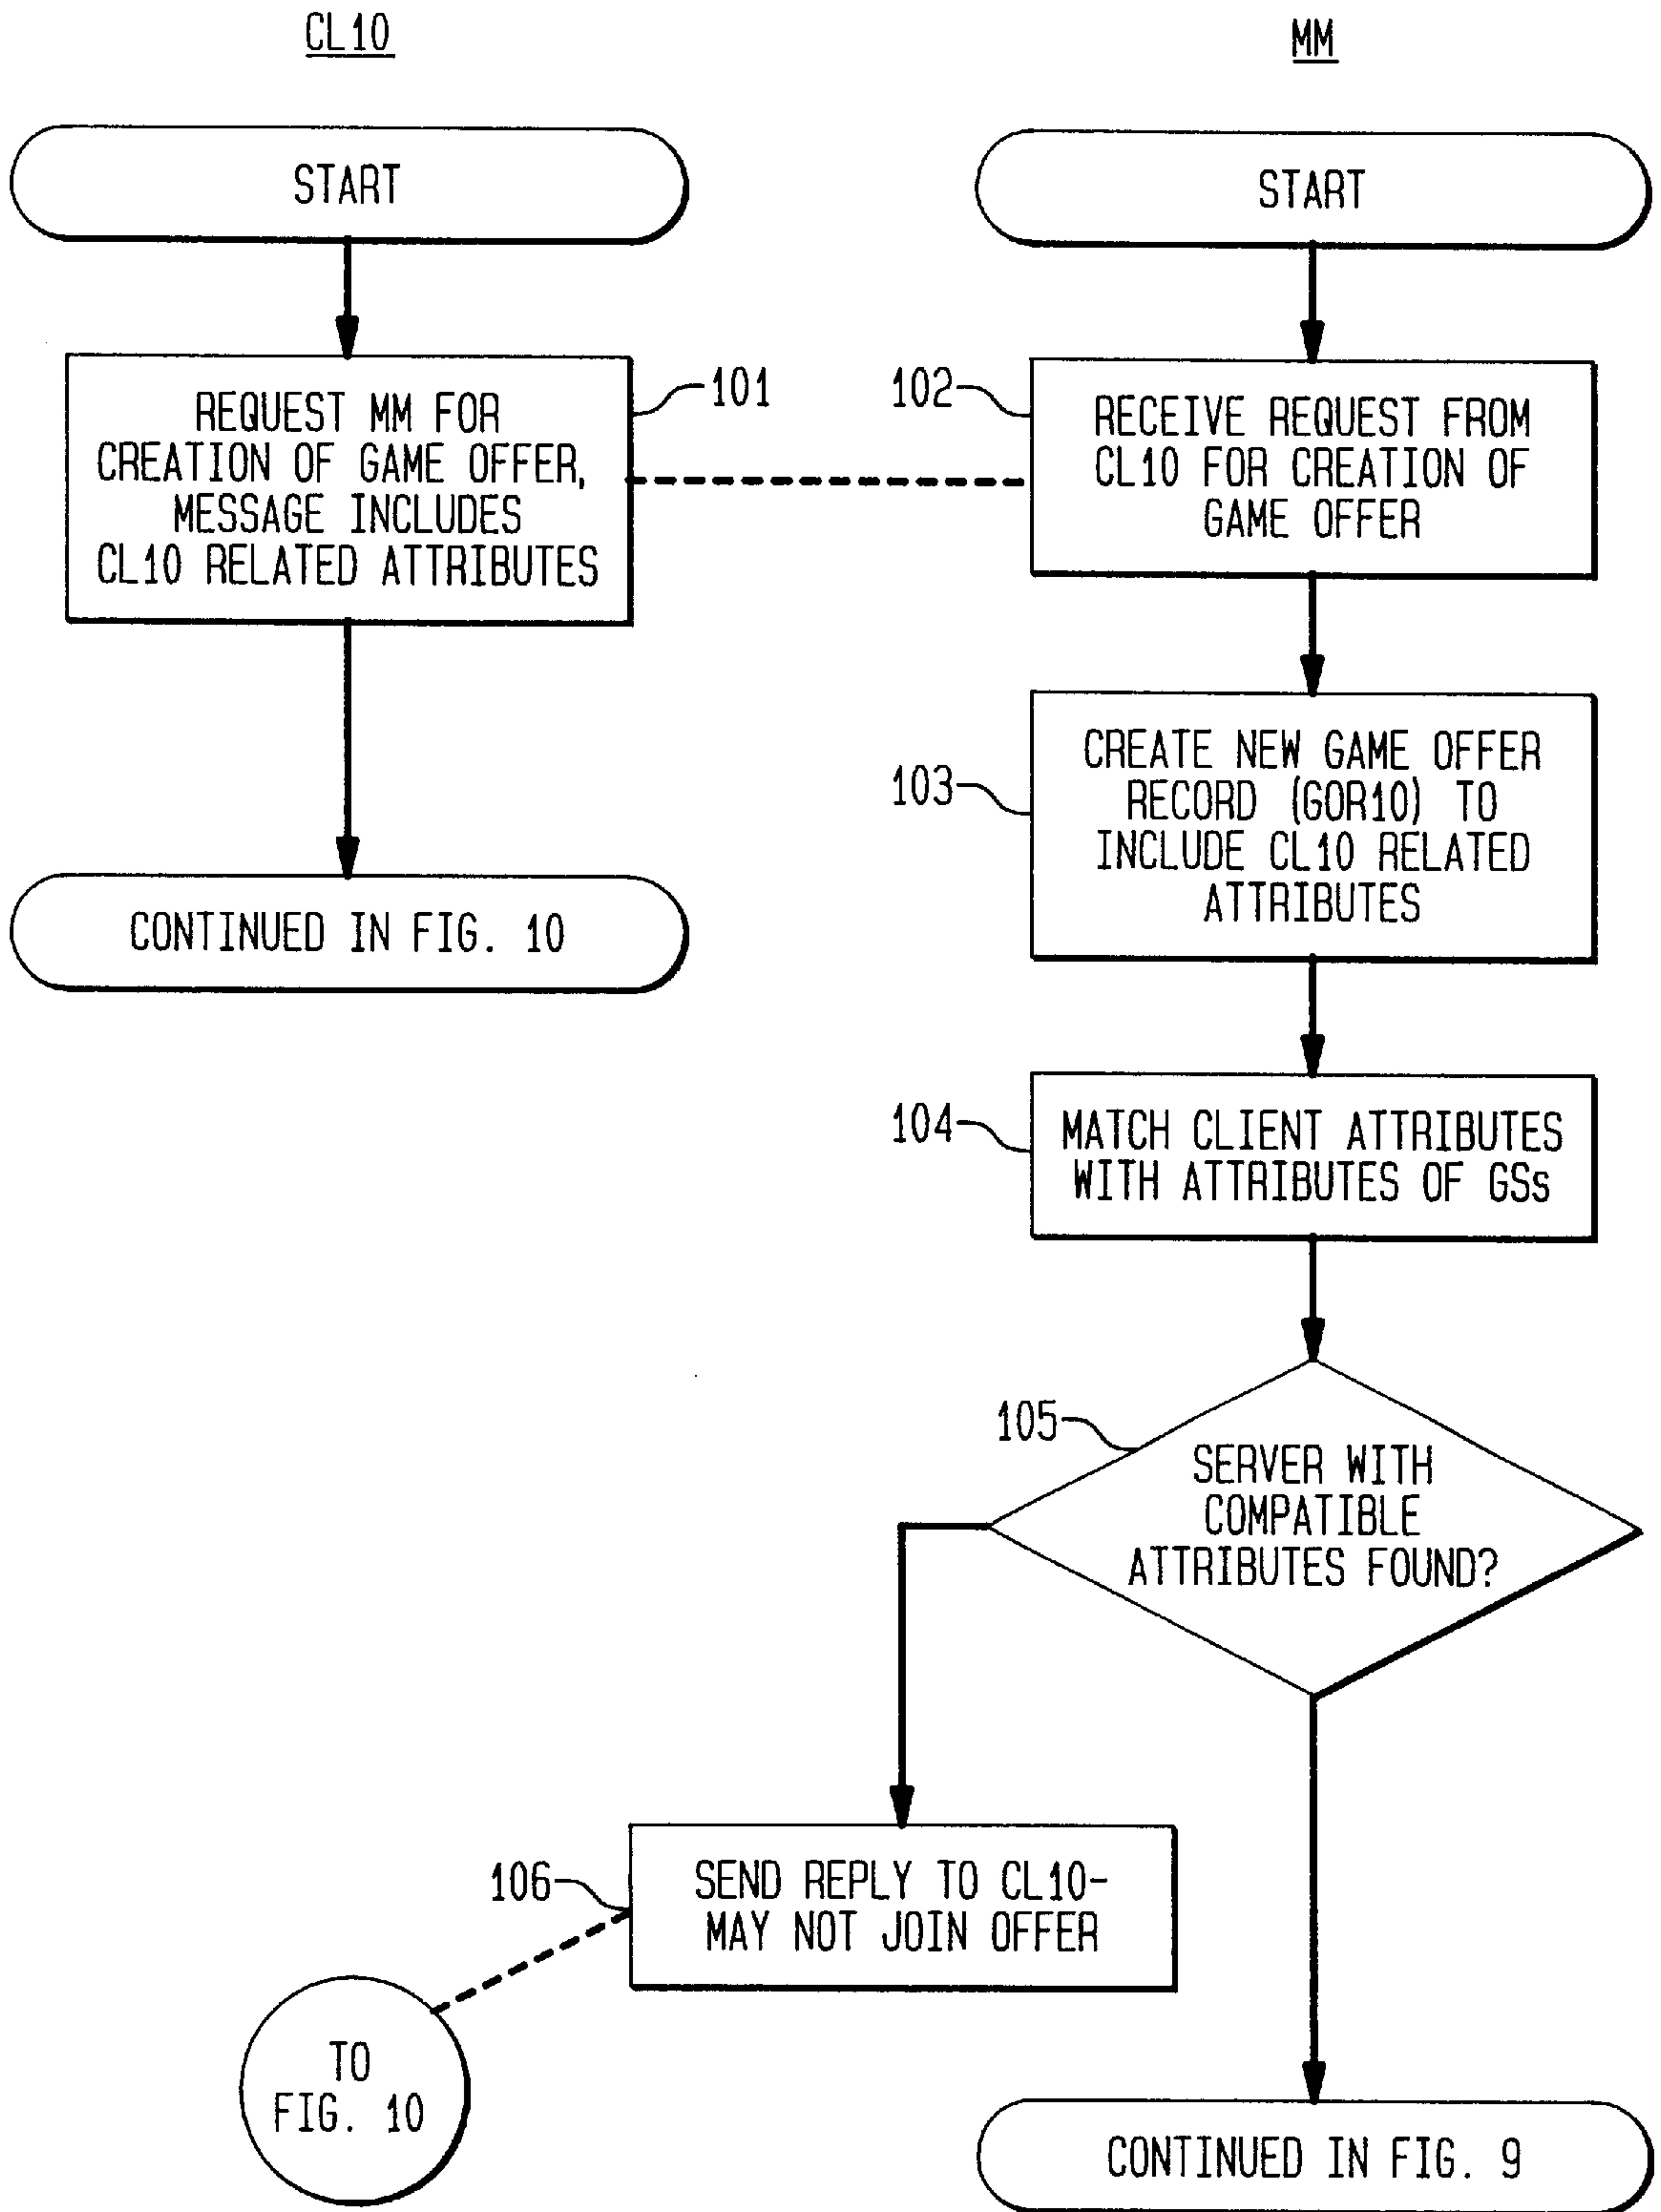 CL10
MM
START
START
REQUEST MM FOR
CREATION OF GAME OFFER,
MESSAGE INCLUDES
CL10 RELATED ATTRIBUTES
101
102
RECEIVE REQUEST FROM
CL10 FOR CREATION OF
GAME OFFER
CONTINUED IN FIG. 10
103
CREATE NEW GAME OFFER
RECORD (GOR10) TO
INCLUDE CL10 RELATED
ATTRIBUTES
104
MATCH CLIENT ATTRIBUTES
WITH ATTRIBUTES OF GSs
105
SERVER WITH
COMPATIBLE
ATTRIBUTES FOUND?
106
SEND REPLY TO CL10-
MAY NOT JOIN OFFER
TO
FIG. 10
CONTINUED IN FIG. 9